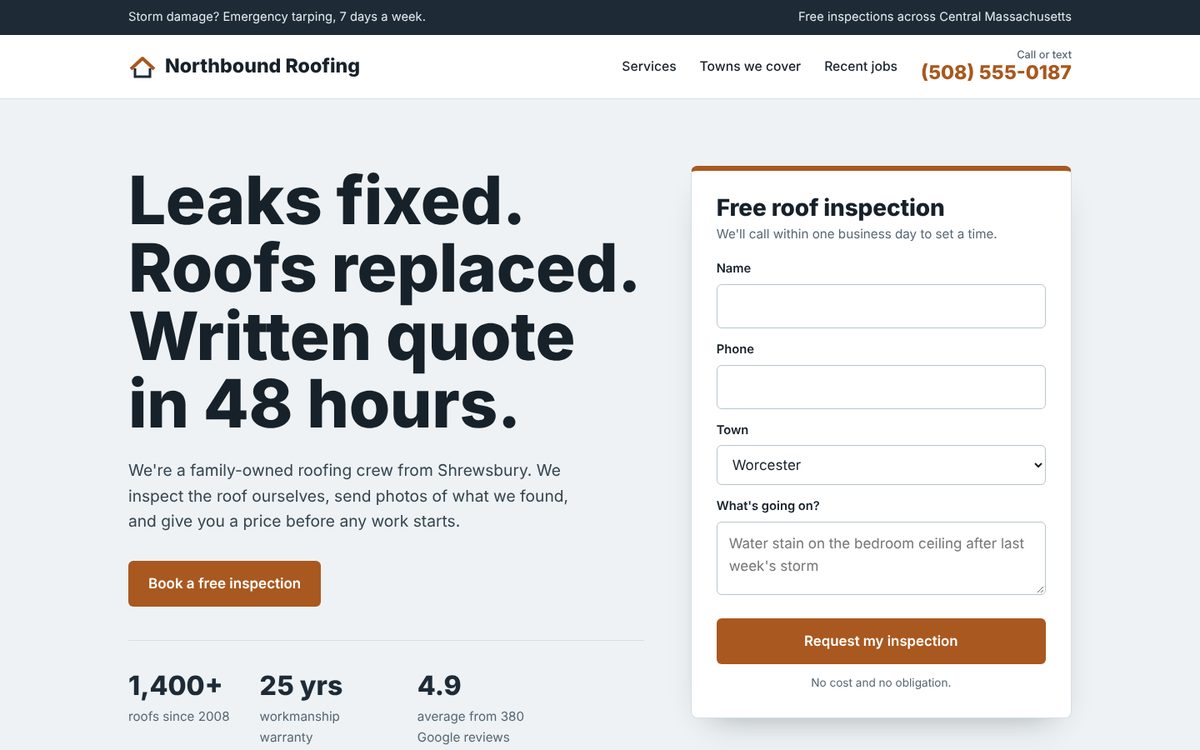 Storm damage? Emergency tarping, 7 days a week.
Free inspections across Central Massachusetts
Northbound Roofing
Services
Towns we cover
Recent jobs
Call or text
(508) 555-0187
Leaks fixed.
Roofs replaced.
Written quote
in 48 hours.
We're a family-owned roofing crew from Shrewsbury. We
inspect the roof ourselves, send photos of what we found,
and give you a price before any work starts.
Book a free inspection
1,400+
roofs since 2008
25 yrs
workmanship
warranty
4.9
average from 380
Google reviews
Free roof inspection
We'll call within one business day to set a time.
Name
Phone
Town
Worcester
What's going on?
Water stain on the bedroom ceiling after last
week's storm
Request my inspection
No cost and no obligation.